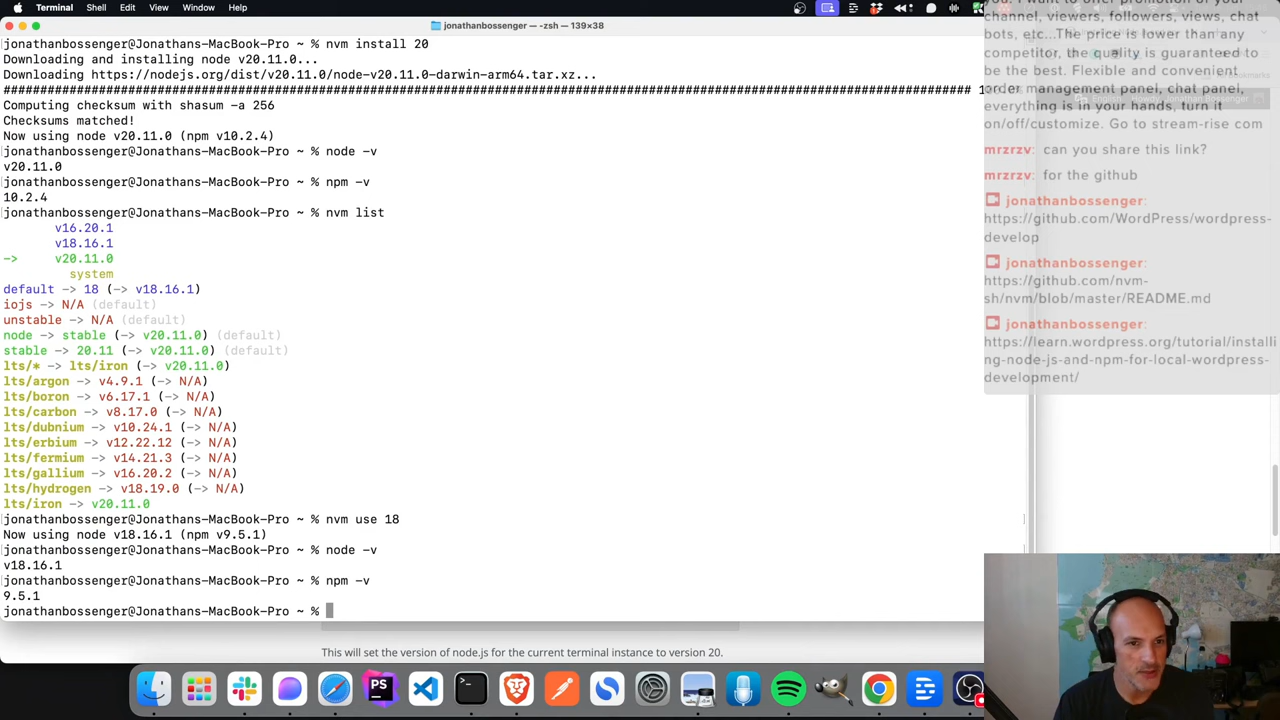 Terminal Shell Edit View Window Help
jonathanbossenger — -zsh — 139×38
jonathanbossenger@Jonathans-MacBook-Pro ~ % nvm install 20
Downloading and installing node v20.11.0...
Downloading https://nodejs.org/dist/v20.11.0/node-v20.11.0-darwin-arm64.tar.xz...
Computing checksum with shasum -a 256
Checksums matched!
Now using node v20.11.0 (npm v10.2.4)
jonathanbossenger@Jonathans-MacBook-Pro ~ % node -v
v20.11.0
jonathanbossenger@Jonathans-MacBook-Pro ~ % npm -v
10.2.4
jonathanbossenger@Jonathans-MacBook-Pro ~ % nvm list
v16.20.1
v18.16.1
-> v20.11.0
system
default -> 18 (-> v18.16.1)
iojs -> N/A (default)
unstable -> N/A (default)
node -> stable (-> v20.11.0) (default)
stable -> 20.11 (-> v20.11.0) (default)
lts/* -> lts/iron (-> v20.11.0)
lts/argon -> v4.9.1 (-> N/A)
lts/boron -> v6.17.1 (-> N/A)
lts/carbon -> v8.17.0 (-> N/A)
lts/dubnium -> v10.24.1 (-> N/A)
lts/erbium -> v12.22.12 (-> N/A)
lts/fermium -> v14.21.3 (-> N/A)
lts/gallium -> v16.20.2 (-> N/A)
lts/hydrogen -> v18.19.0 (-> N/A)
lts/iron -> v20.11.0
jonathanbossenger@Jonathans-MacBook-Pro ~ % nvm use 18
Now using node v18.16.1 (npm v9.5.1)
jonathanbossenger@Jonathans-MacBook-Pro ~ % node -v
v18.16.1
jonathanbossenger@Jonathans-MacBook-Pro ~ % npm -v
9.5.1
jonathanbossenger@Jonathans-MacBook-Pro ~ %
This will set the version of node.js for the current terminal instance to version 20.
you. I want to offer promotion of your
channel, viewers, followers, views, chat
bots, etc...The price is lower than any
competitor, the quality is guaranteed to
be the best. Flexible and convenient
order management panel, chat panel,
everything is in your hands, turn it
on/off/customize. Go to stream-rise com
mrzrzv: can you share this link?
mrzrzv: for the github
jonathanbossenger:
https://github.com/WordPress/wordpress-
develop
jonathanbossenger:
https://github.com/nvm-
sh/nvm/blob/master/README.md
jonathanbossenger:
https://learn.wordpress.org/tutorial/installi
ng-node-js-and-npm-for-local-wordpress-
development/